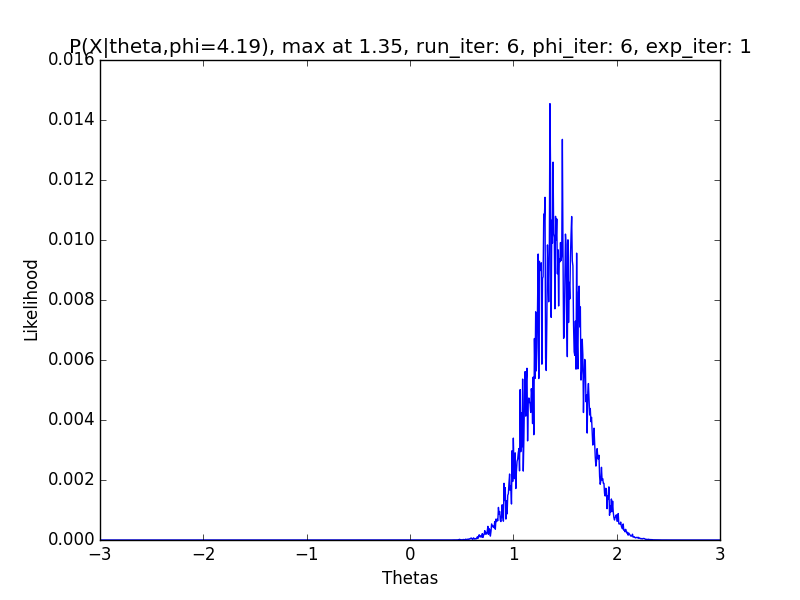 P(X|theta,phi=4.19), max at 1.35, run_iter: 6, phi_iter: 6, exp_iter: 1
0.016
0.014
0.012
0.010
0.008
0.006
0.004
0.002
0.000
Likelihood
−3 −2 −1 0 1 2 3
Thetas